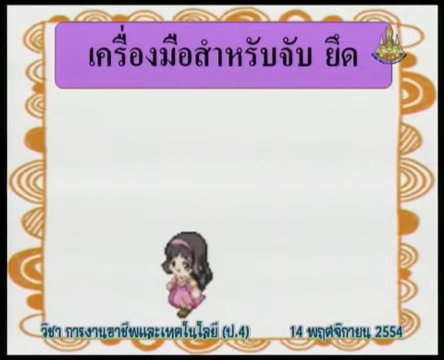 เครื่องมือสำหรับจับ ยึด
วิชา การงานอาชีพและเทคโนโลยี (ป.4) 14 พฤศจิกายน 2554